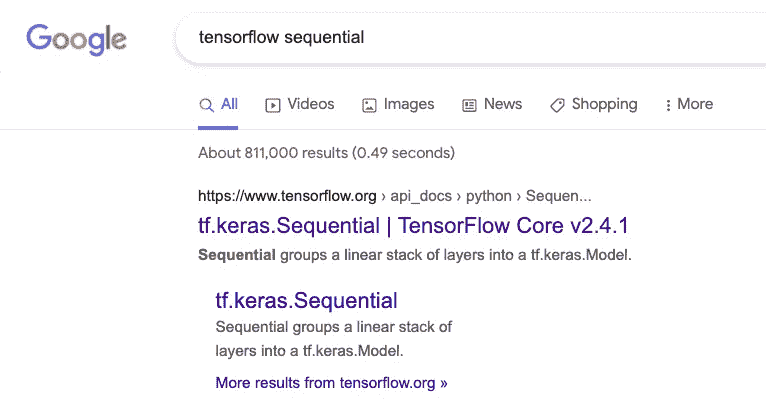 Google
tensorflow sequential
All Videos Images News Shopping More
About 811,000 results (0.49 seconds)
https://www.tensorflow.org › api_docs › python › Sequen...
tf.keras.Sequential | TensorFlow Core v2.4.1
Sequential groups a linear stack of layers into a tf.keras.Model.
tf.keras.Sequential
Sequential groups a linear stack of
layers into a tf.keras.Model.
More results from tensorflow.org »